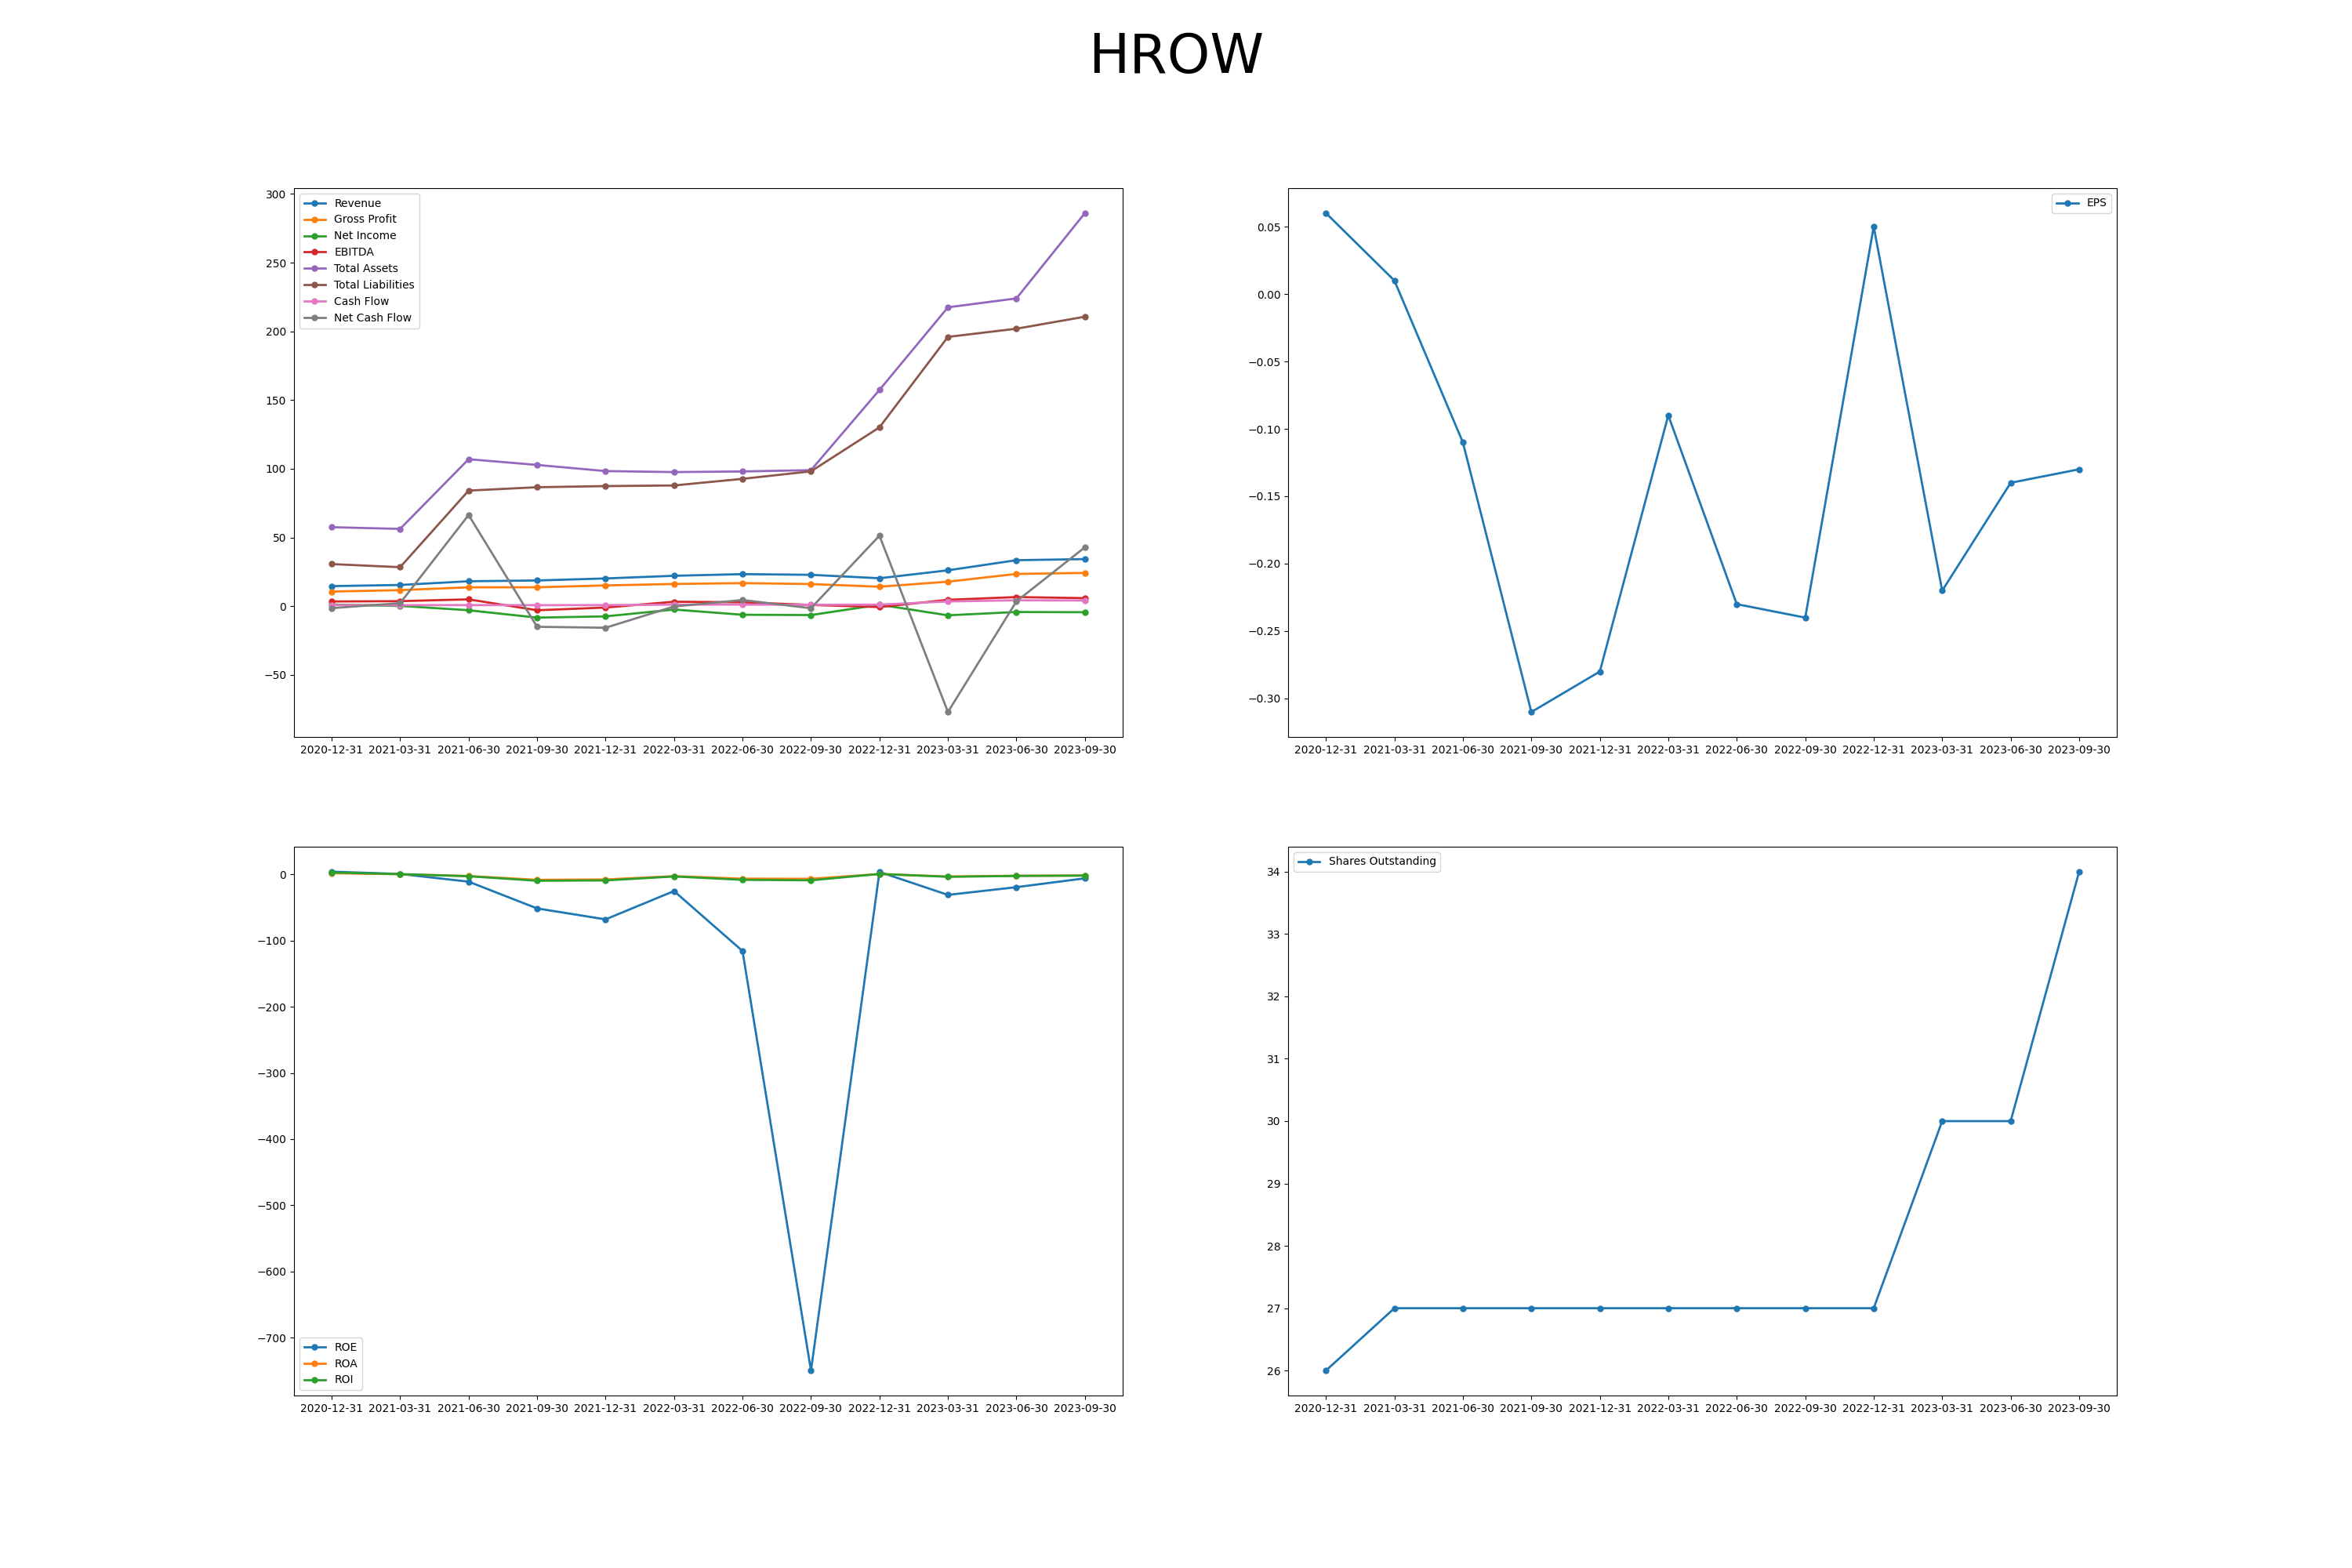 HROW
300
250
200
150
100
50
0
−50
Revenue
Gross Profit
Net Income
EBITDA
Total Assets
Total Liabilities
Cash Flow
Net Cash Flow
2020-12-31 2021-03-31 2021-06-30 2021-09-30 2021-12-31 2022-03-31 2022-06-30 2022-09-30 2022-12-31 2023-03-31 2023-06-30 2023-09-30
0.05
0.00
−0.05
−0.10
−0.15
−0.20
−0.25
−0.30
EPS
2020-12-31 2021-03-31 2021-06-30 2021-09-30 2021-12-31 2022-03-31 2022-06-30 2022-09-30 2022-12-31 2023-03-31 2023-06-30 2023-09-30
0
−100
−200
−300
−400
−500
−600
−700
ROE
ROA
ROI
2020-12-31 2021-03-31 2021-06-30 2021-09-30 2021-12-31 2022-03-31 2022-06-30 2022-09-30 2022-12-31 2023-03-31 2023-06-30 2023-09-30
Shares Outstanding
34
33
32
31
30
29
28
27
26
2020-12-31 2021-03-31 2021-06-30 2021-09-30 2021-12-31 2022-03-31 2022-06-30 2022-09-30 2022-12-31 2023-03-31 2023-06-30 2023-09-30